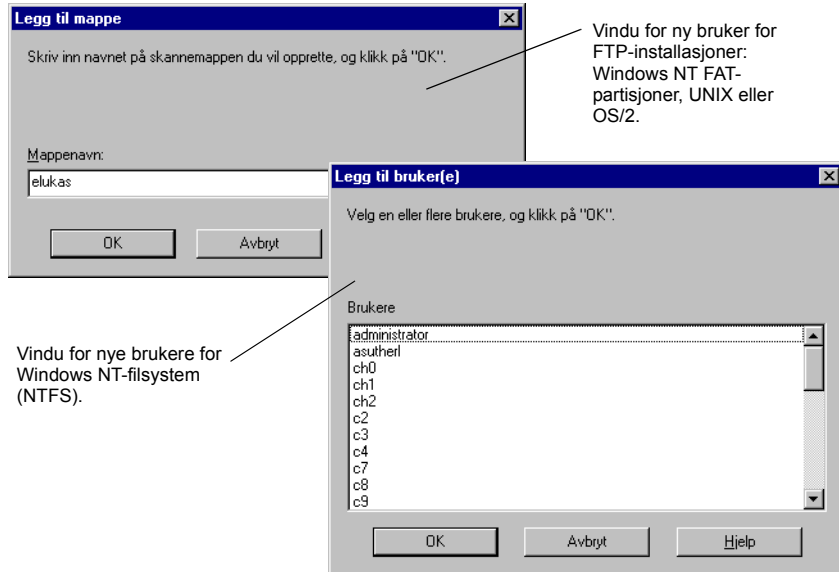 Legg til mappe
Skriv inn navnet på skannemappen du vil opprette, og klikk på "OK".
Mappenavn:
elukas
OK
Avbryt
Vindu for ny bruker for
FTP-installasjoner:
Windows NT FAT-
partisjoner, UNIX eller
OS/2.
Legg til bruker(e)
Velg en eller flere brukere, og klikk på "OK".
Brukere
administrator
asutherl
ch0
ch1
ch2
c2
c3
c4
c7
c8
c9
OK
Avbryt
Hjelp
Vindu for nye brukere for
Windows NT-filsystem
(NTFS).